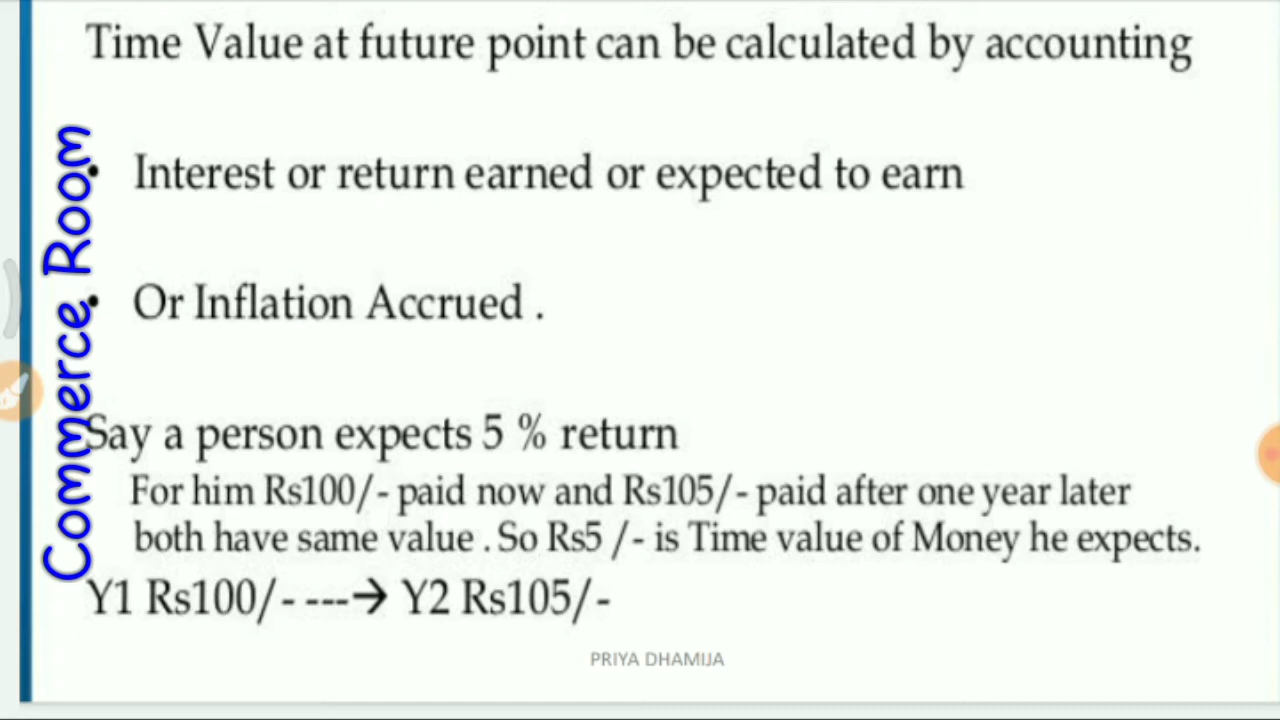 Time Value at future point can be calculated by accounting
• Interest or return earned or expected to earn
• Or Inflation Accrued .
Say a person expects 5 % return
For him Rs100/- paid now and Rs105/- paid after one year later
both have same value . So Rs5 /- is Time value of Money he expects.
Y1 Rs100/- ---→ Y2 Rs105/-
PRIYA DHAMIJA
Commerce Room